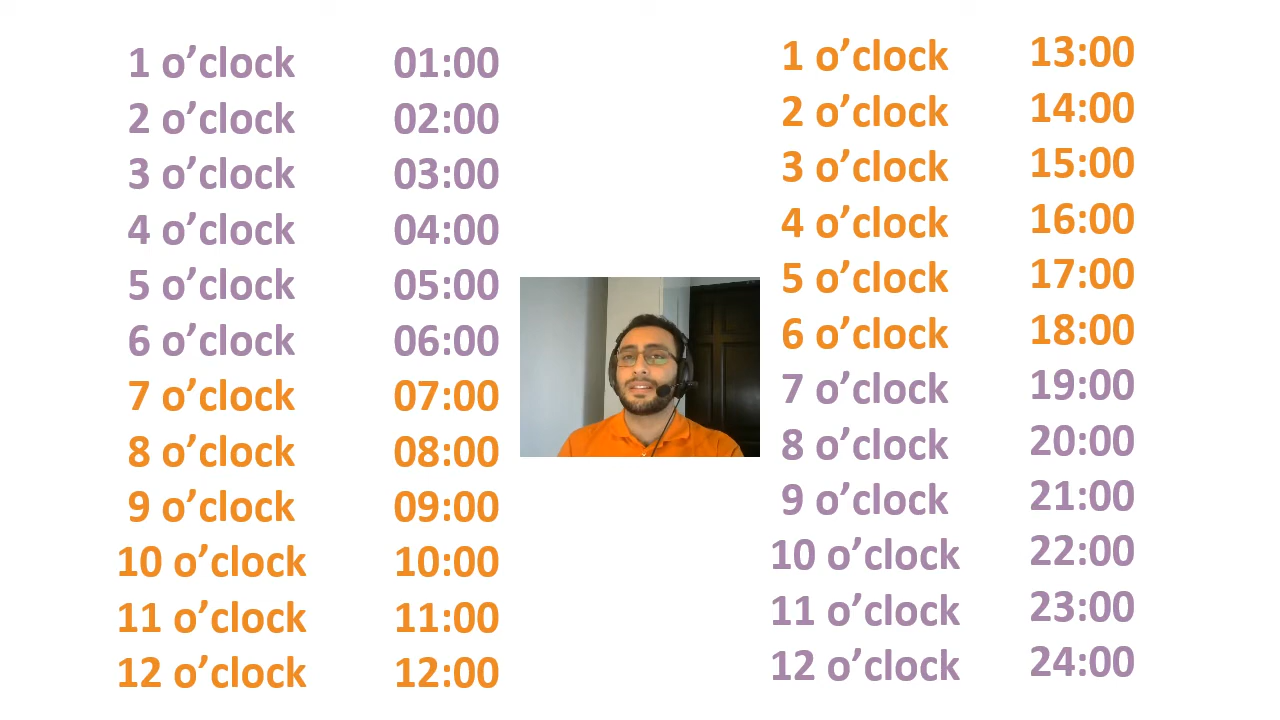 1 o’clock 01:00
2 o’clock 02:00
3 o’clock 03:00
4 o’clock 04:00
5 o’clock 05:00
6 o’clock 06:00
7 o’clock 07:00
8 o’clock 08:00
9 o’clock 09:00
10 o’clock 10:00
11 o’clock 11:00
12 o’clock 12:00
1 o’clock 13:00
2 o’clock 14:00
3 o’clock 15:00
4 o’clock 16:00
5 o’clock 17:00
6 o’clock 18:00
7 o’clock 19:00
8 o’clock 20:00
9 o’clock 21:00
10 o’clock 22:00
11 o’clock 23:00
12 o’clock 24:00